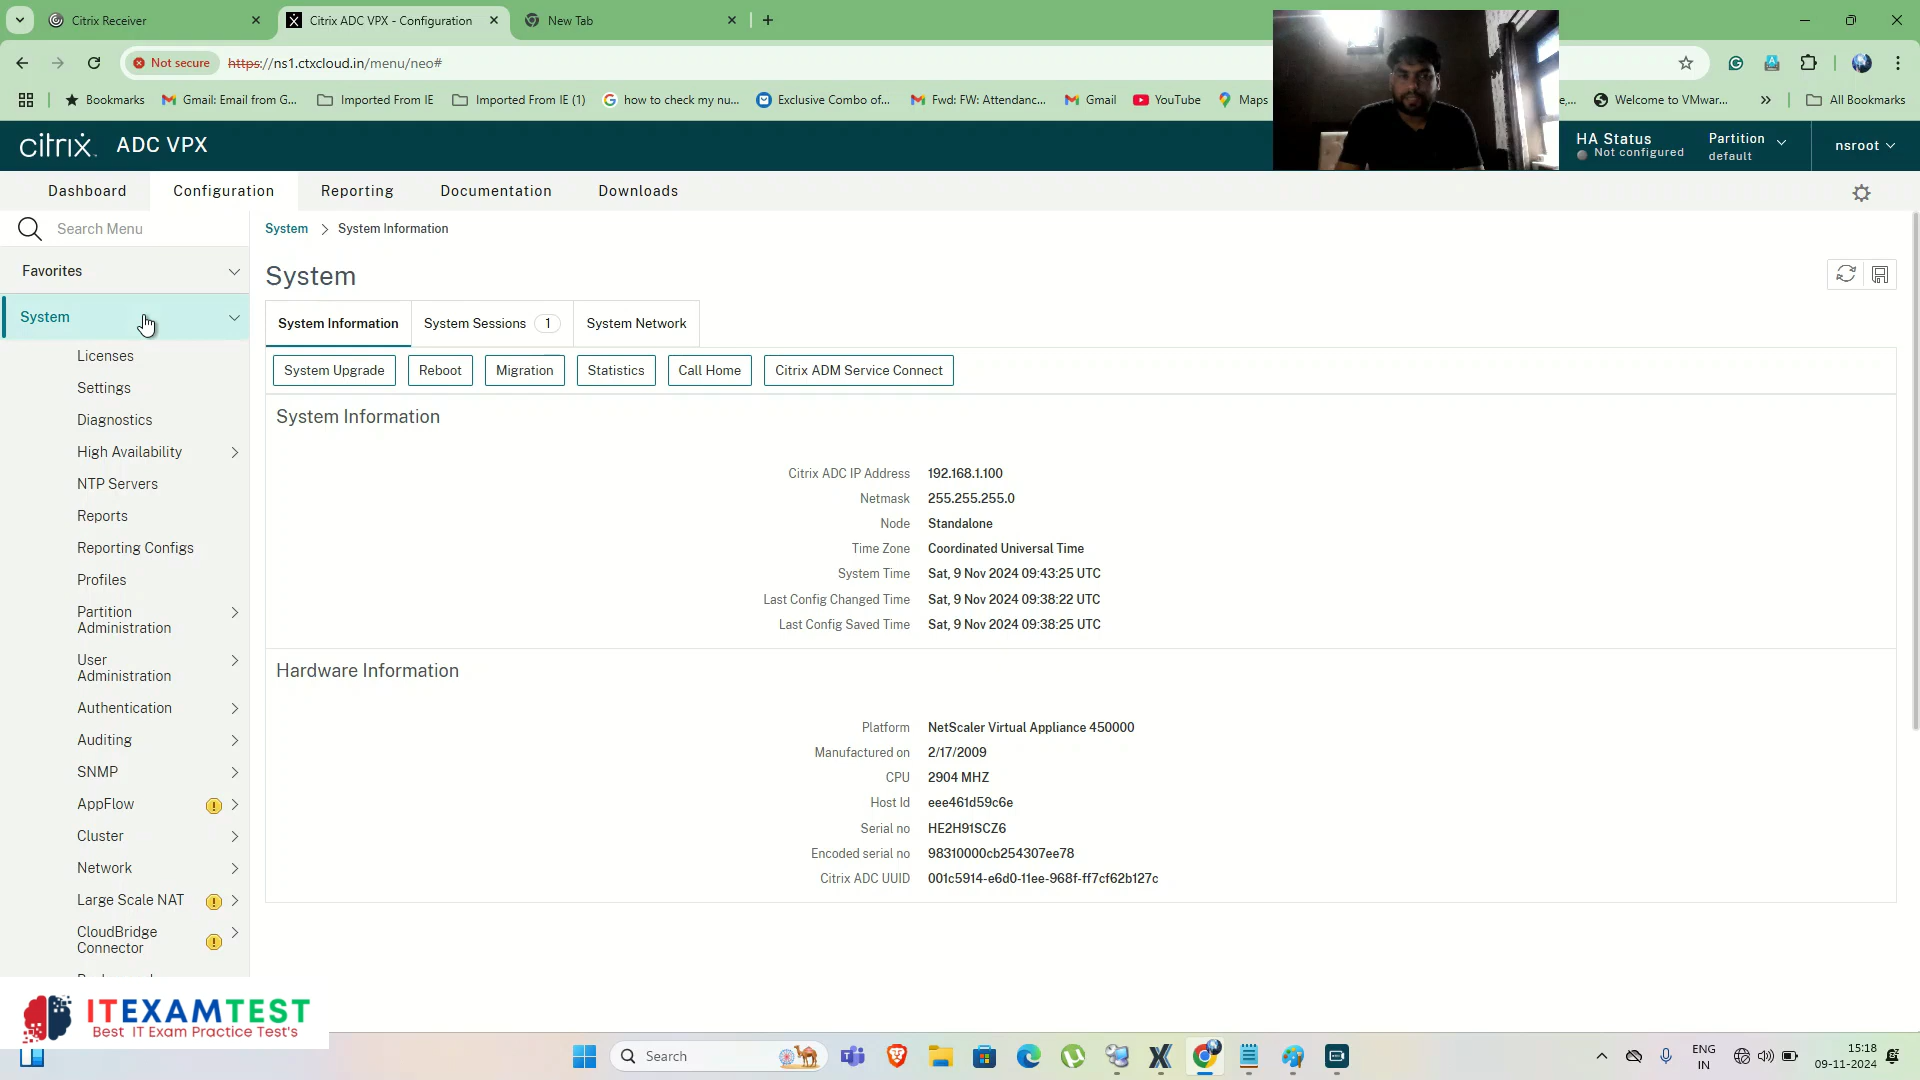 Citrix Receiver
Citrix ADC VPX - Configuration
New Tab
Not secure
https://ns1.ctxcloud.in/menu/neo#
Bookmarks
Gmail: Email from G...
Imported From IE
Imported From IE (1)
how to check my nu...
Exclusive Combo of...
Fwd: FW: Attendanc...
Gmail
YouTube
Maps
Welcome to VMwar...
All Bookmarks
citrix ADC VPX
HA Status
Not configured
Partition
default
nsroot
Dashboard
Configuration
Reporting
Documentation
Downloads
Search Menu
Favorites
System
Licenses
Settings
Diagnostics
High Availability
NTP Servers
Reports
Reporting Configs
Profiles
Partition
Administration
User
Administration
Authentication
Auditing
SNMP
AppFlow
Cluster
Network
Large Scale NAT
CloudBridge
Connector
System > System Information
System
System Information
System Sessions 1
System Network
System Upgrade
Reboot
Migration
Statistics
Call Home
Citrix ADM Service Connect
System Information
Citrix ADC IP Address 192.168.1.100
Netmask 255.255.255.0
Node Standalone
Time Zone Coordinated Universal Time
System Time Sat, 9 Nov 2024 09:43:25 UTC
Last Config Changed Time Sat, 9 Nov 2024 09:38:22 UTC
Last Config Saved Time Sat, 9 Nov 2024 09:38:25 UTC
Hardware Information
Platform NetScaler Virtual Appliance 450000
Manufactured on 2/17/2009
CPU 2904 MHZ
Host Id eee461d59c6e
Serial no HE2H91SCZ6
Encoded serial no 98310000cb254307ee78
Citrix ADC UUID 001c5914-e6d0-11ee-968f-ff7cf62b127c
ITEXAMTEST
Best IT Exam Practice Test's
Search
ENG
IN
15:18
09-11-2024